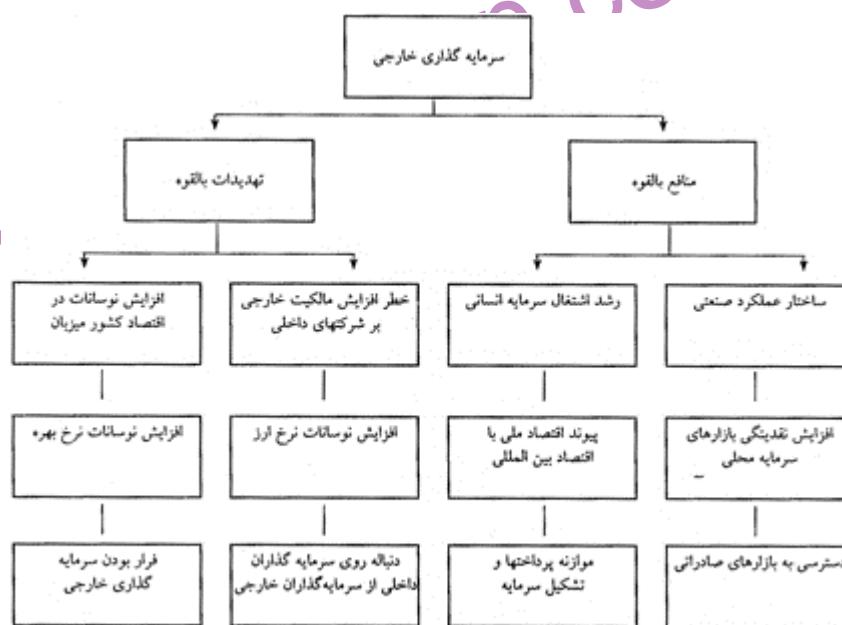 سرمایه گذاری خارجی
منافع بالقوه
تهدیدات بالقوه
ساختار عملکرد صنعتی
رشد اشتغال سرمایه انسانی
خطر افزایش مالکیت خارجی
بر شرکتهای داخلی
افزایش نوسانات در
اقتصاد کشور میزبان
افزایش نقدینگی بازارهای
سرمایه محلی
پیوند اقتصاد ملی با
اقتصاد بین المللی
افزایش نوسانات نرخ ارز
افزایش نوسانات نرخ بهره
دسترسی به بازارهای صادراتی
موازنه پرداختها و
تشکیل سرمایه
دنباله روی سرمایه گذاران
داخلی از سرمایه‌گذاران خارجی
فرار بودن سرمایه
گذاری خارجی